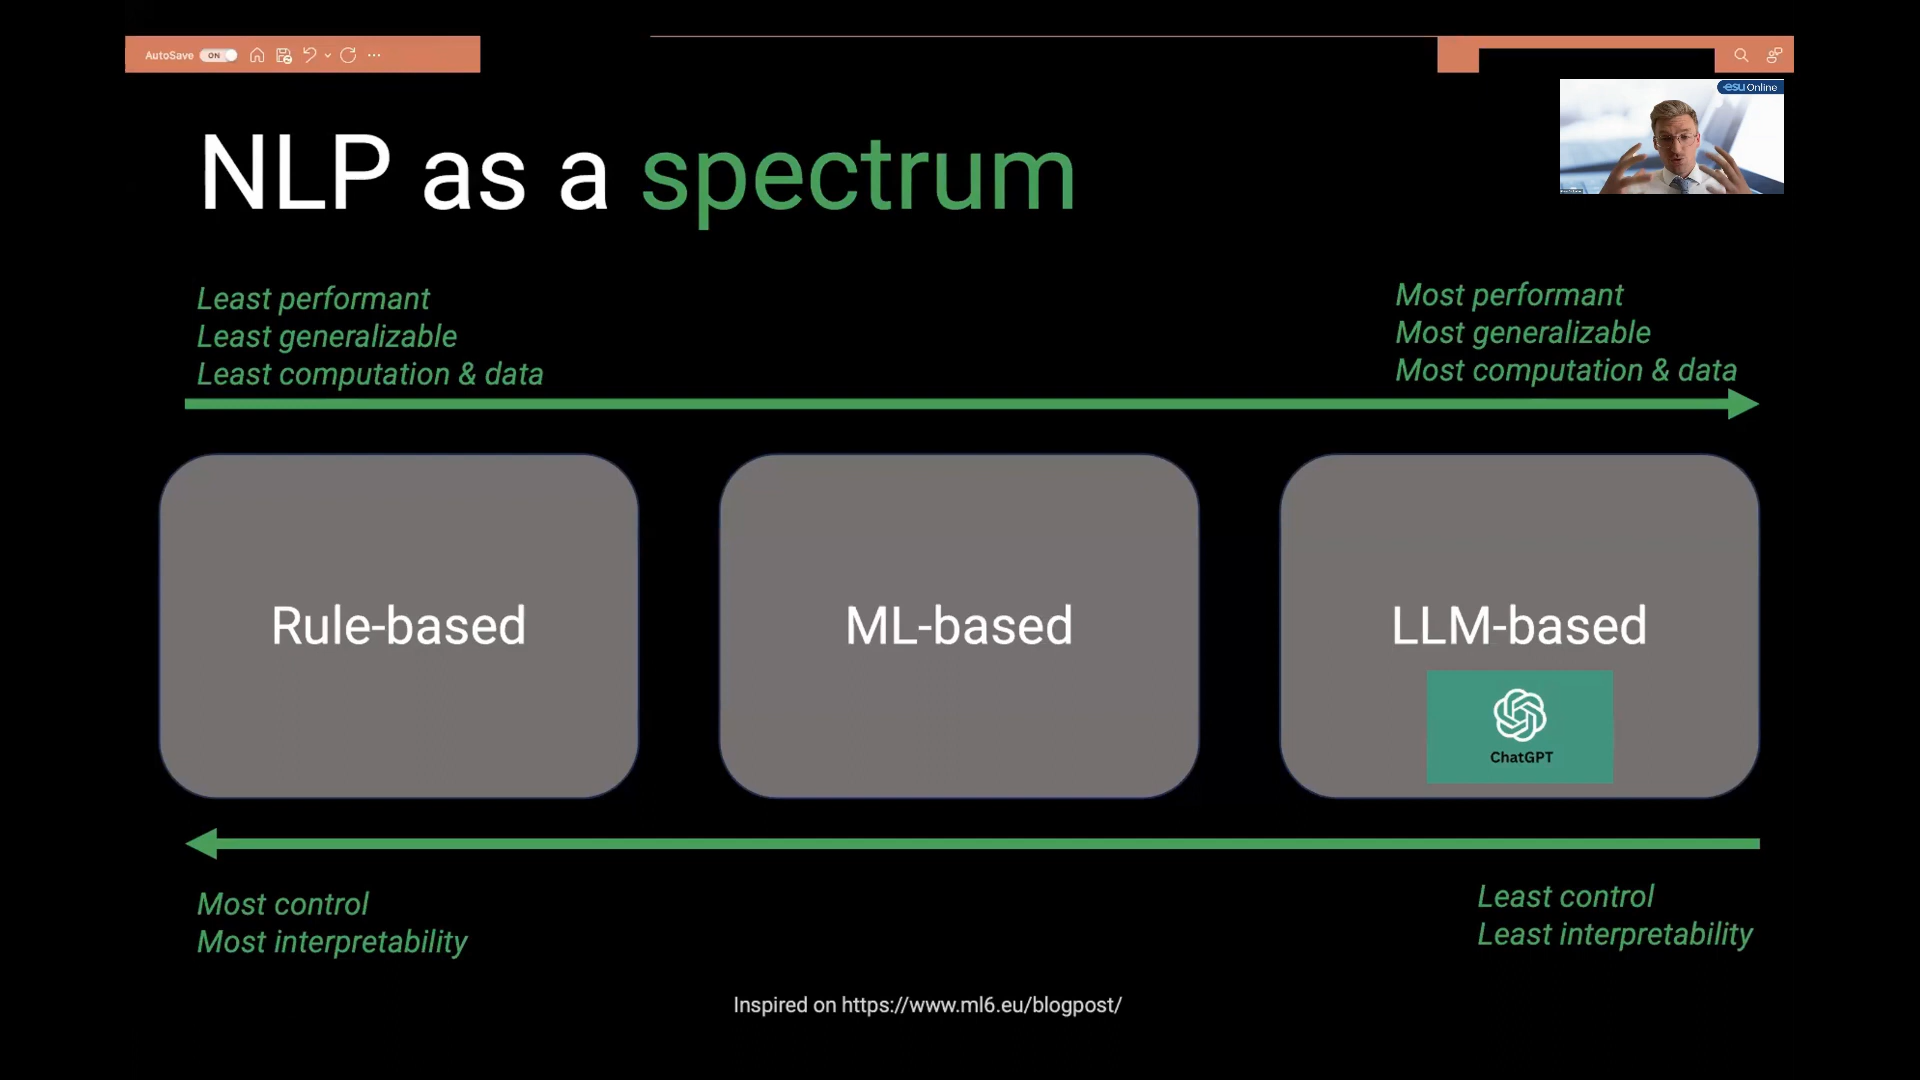 AutoSave ON
esu Online
NLP as a spectrum
Least performant
Least generalizable
Least computation & data
Most performant
Most generalizable
Most computation & data
Rule-based
ML-based
LLM-based
ChatGPT
Most control
Most interpretability
Least control
Least interpretability
Inspired on https://www.ml6.eu/blogpost/